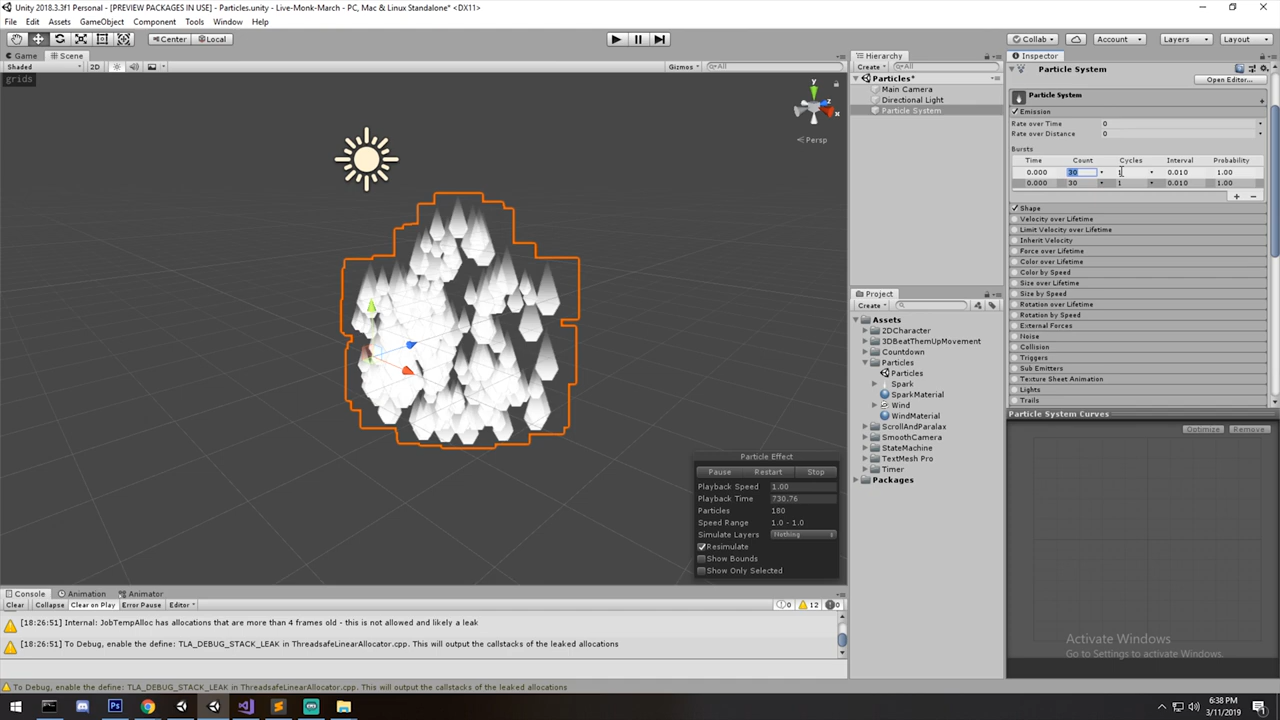 Unity 2018.3.3f1 Personal - [PREVIEW PACKAGES IN USE] - Particles.unity - Live-Monk-March - PC, Mac & Linux Standalone* <DX11>
File Edit Assets GameObject Component Tools Window Help
Center Local Collab Account Layers Layout
Game Scene
Shaded 2D Gizmos All
grids
y
x
z
Persp
Hierarchy
Create All
Particles*
Main Camera
Directional Light
Particle System
Project
Create
Assets
2DCharacter
3DBeatThemUpMovement
Countdown
Particles
Particles
Spark
SparkMaterial
Wind
WindMaterial
ScrollAndParalax
SmoothCamera
StateMachine
TextMesh Pro
Timer
Packages
Inspector
Particle System
Open Editor...
Particle System
Emission
Rate over Time 0
Rate over Distance 0
Bursts
Time Count Cycles Interval Probability
0.000 30 1 0.010 1.00
0.000 30 1 0.010 1.00
Shape
Velocity over Lifetime
Limit Velocity over Lifetime
Inherit Velocity
Force over Lifetime
Color over Lifetime
Color by Speed
Size over Lifetime
Size by Speed
Rotation over Lifetime
Rotation by Speed
External Forces
Noise
Collision
Triggers
Sub Emitters
Texture Sheet Animation
Lights
Trails
Particle System Curves
Optimize Remove
Particle Effect
Pause Restart Stop
Playback Speed 1.00
Playback Time 730.76
Particles 180
Speed Range 1.0 - 1.0
Simulate Layers Nothing
Resimulate
Show Bounds
Show Only Selected
Console Animation Animator
Clear Collapse Clear on Play Error Pause Editor 0 12 0
[18:26:51] Internal: JobTempAlloc has allocations that are more than 4 frames old - this is not allowed and likely a leak
[18:26:51] To Debug, enable the define: TLA_DEBUG_STACK_LEAK in ThreadsafeLinearAllocator.cpp. This will output the callstacks of the leaked allocations
To Debug, enable the define: TLA_DEBUG_STACK_LEAK in ThreadsafeLinearAllocator.cpp. This will output the callstacks of the leaked allocations
Activate Windows
Go to Settings to activate Windows.
6:38 PM
3/11/2019